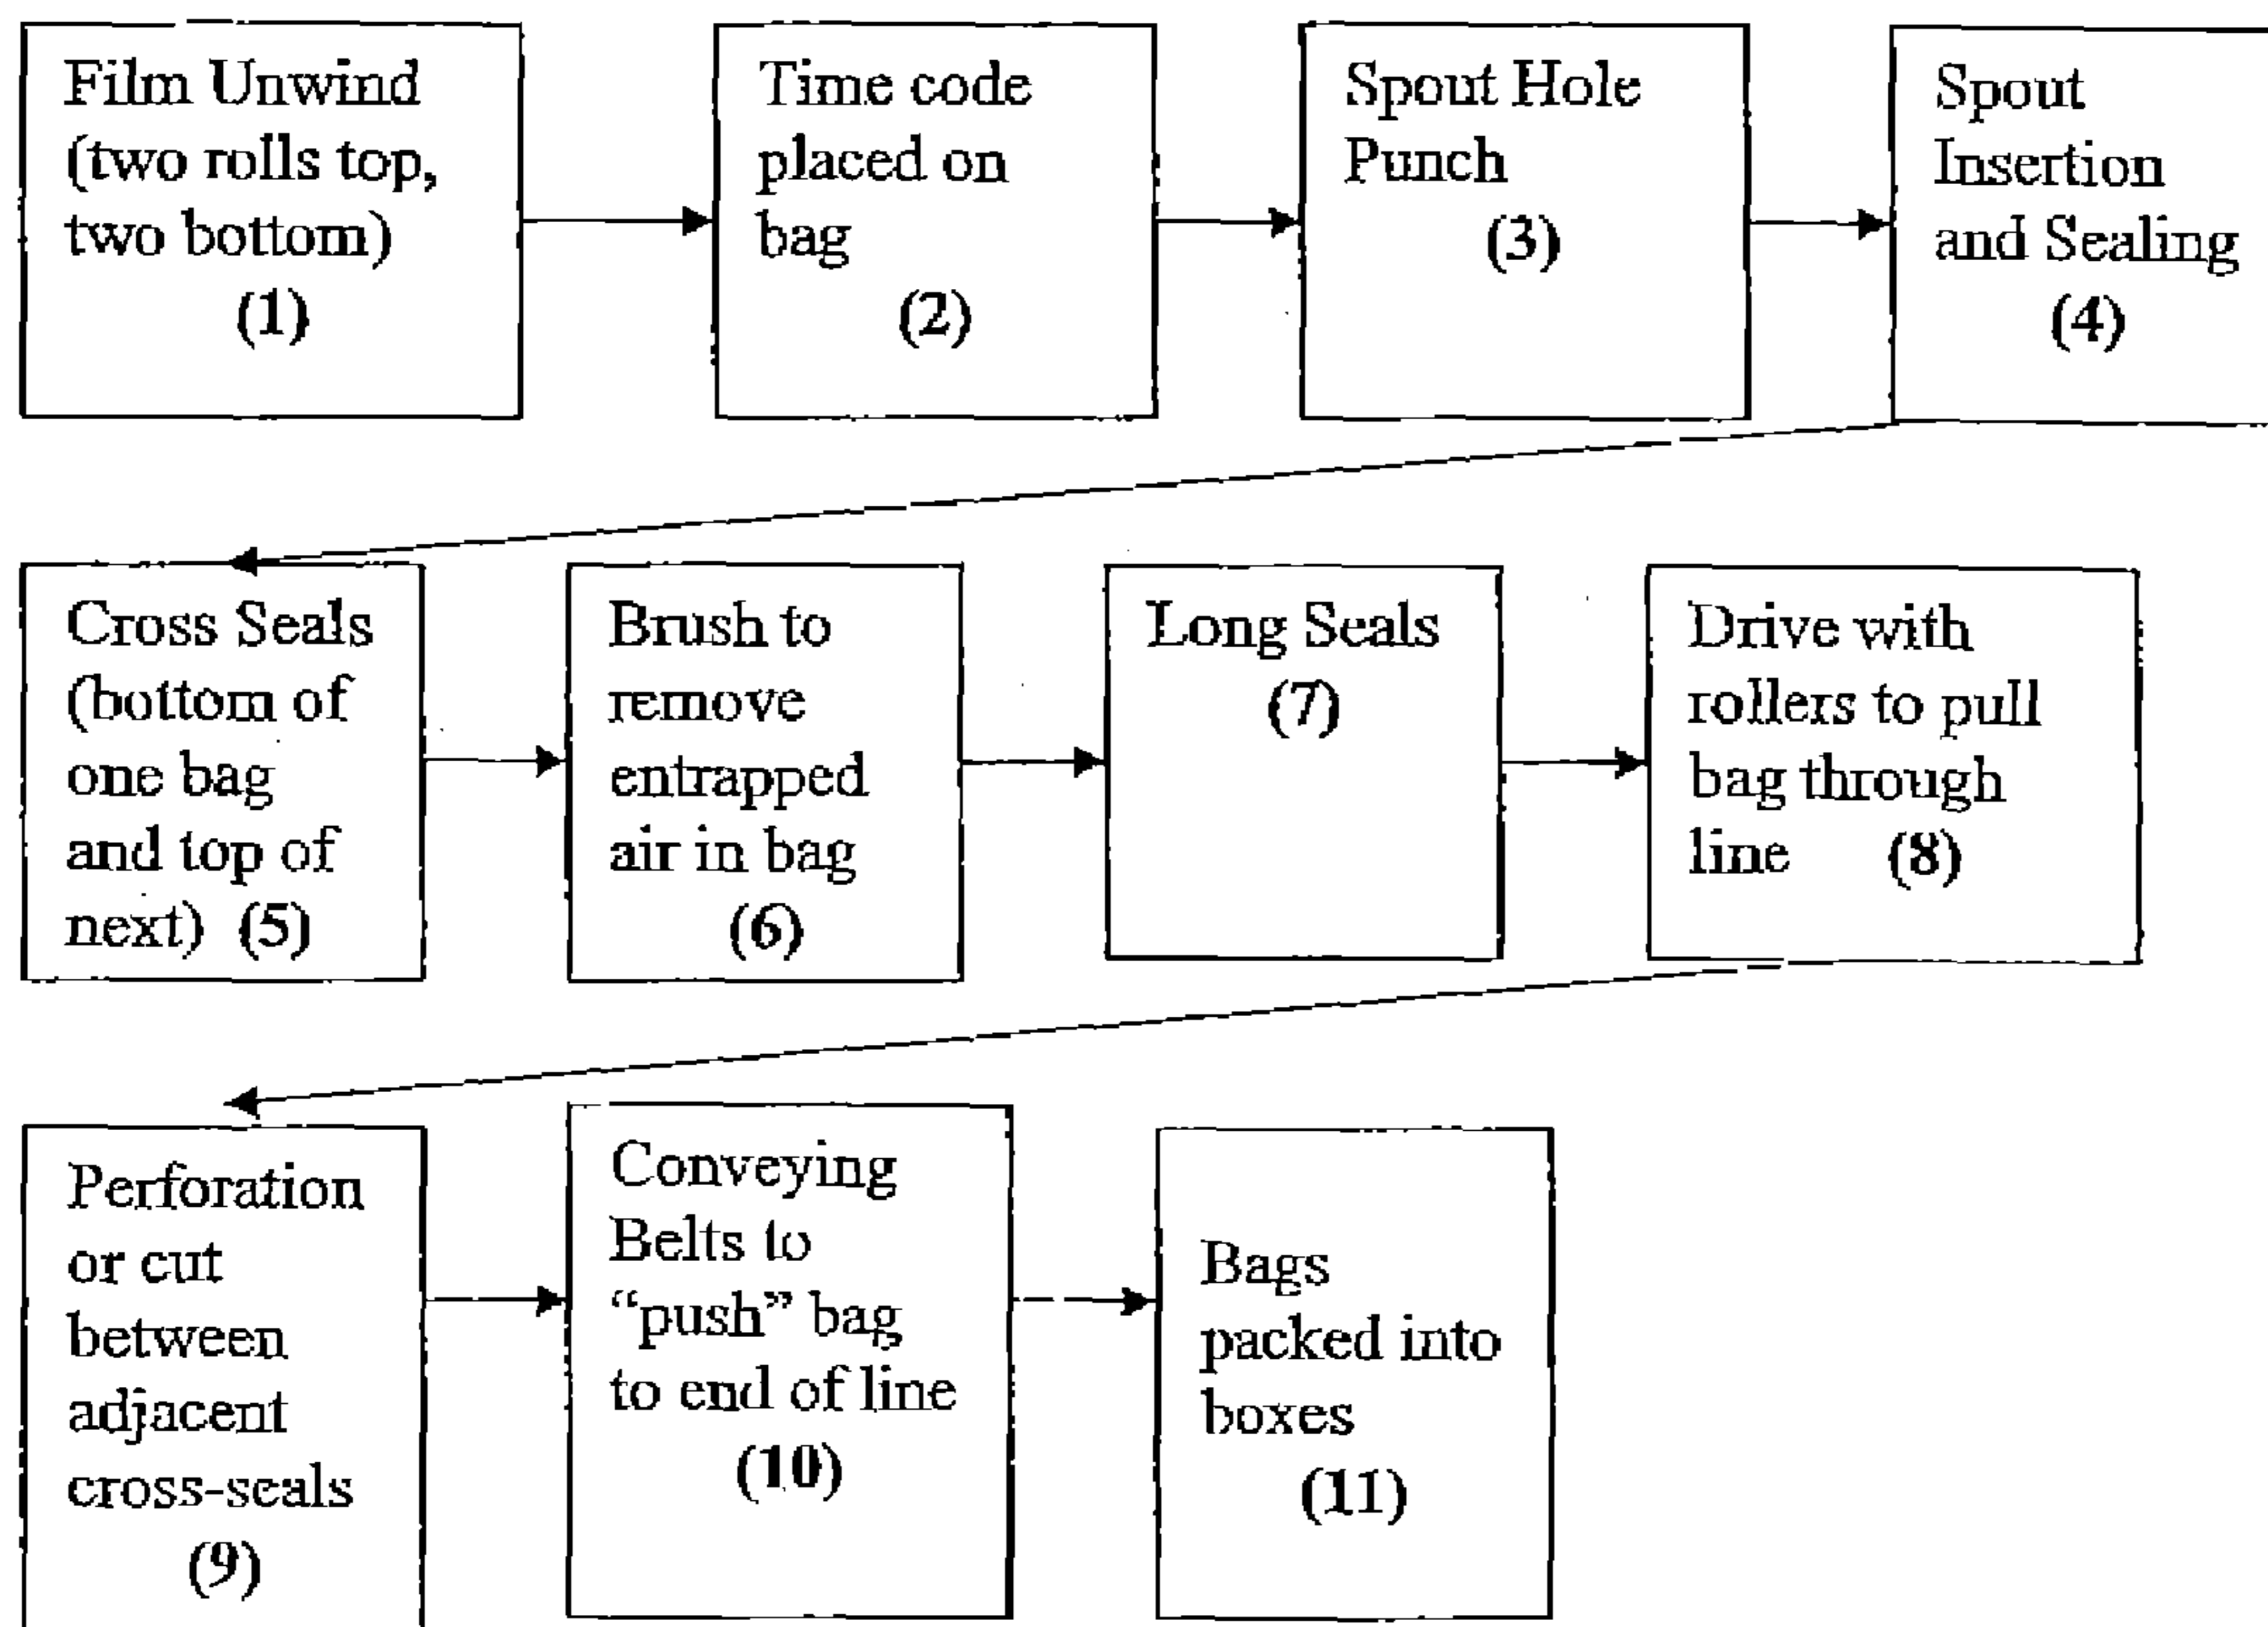 Film Unwind
(two rolls top,
two bottom)
(1)
Time code
placed on
bag
(2)
Spout Hole
Punch
(3)
Spout
Insertion
and Sealing
(4)
Cross Seals
(bottom of
one bag
and top of
next) (5)
Brush to
remove
entrapped
air in bag
(6)
Long Seals
(7)
Drive with
rollers to pull
bag through
line (8)
Perforation
or cut
between
adjacent
cross-seals
(9)
Conveying
Belts to
“push” bag
to end of line
(10)
Bags
packed into
boxes
(11)